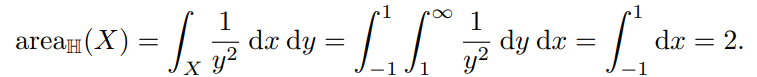 area_ℍ(X) = ∫_X 1/y² dx dy = ∫_{-1}^{1} ∫_{1}^{∞} 1/y² dy dx = ∫_{-1}^{1} dx = 2.